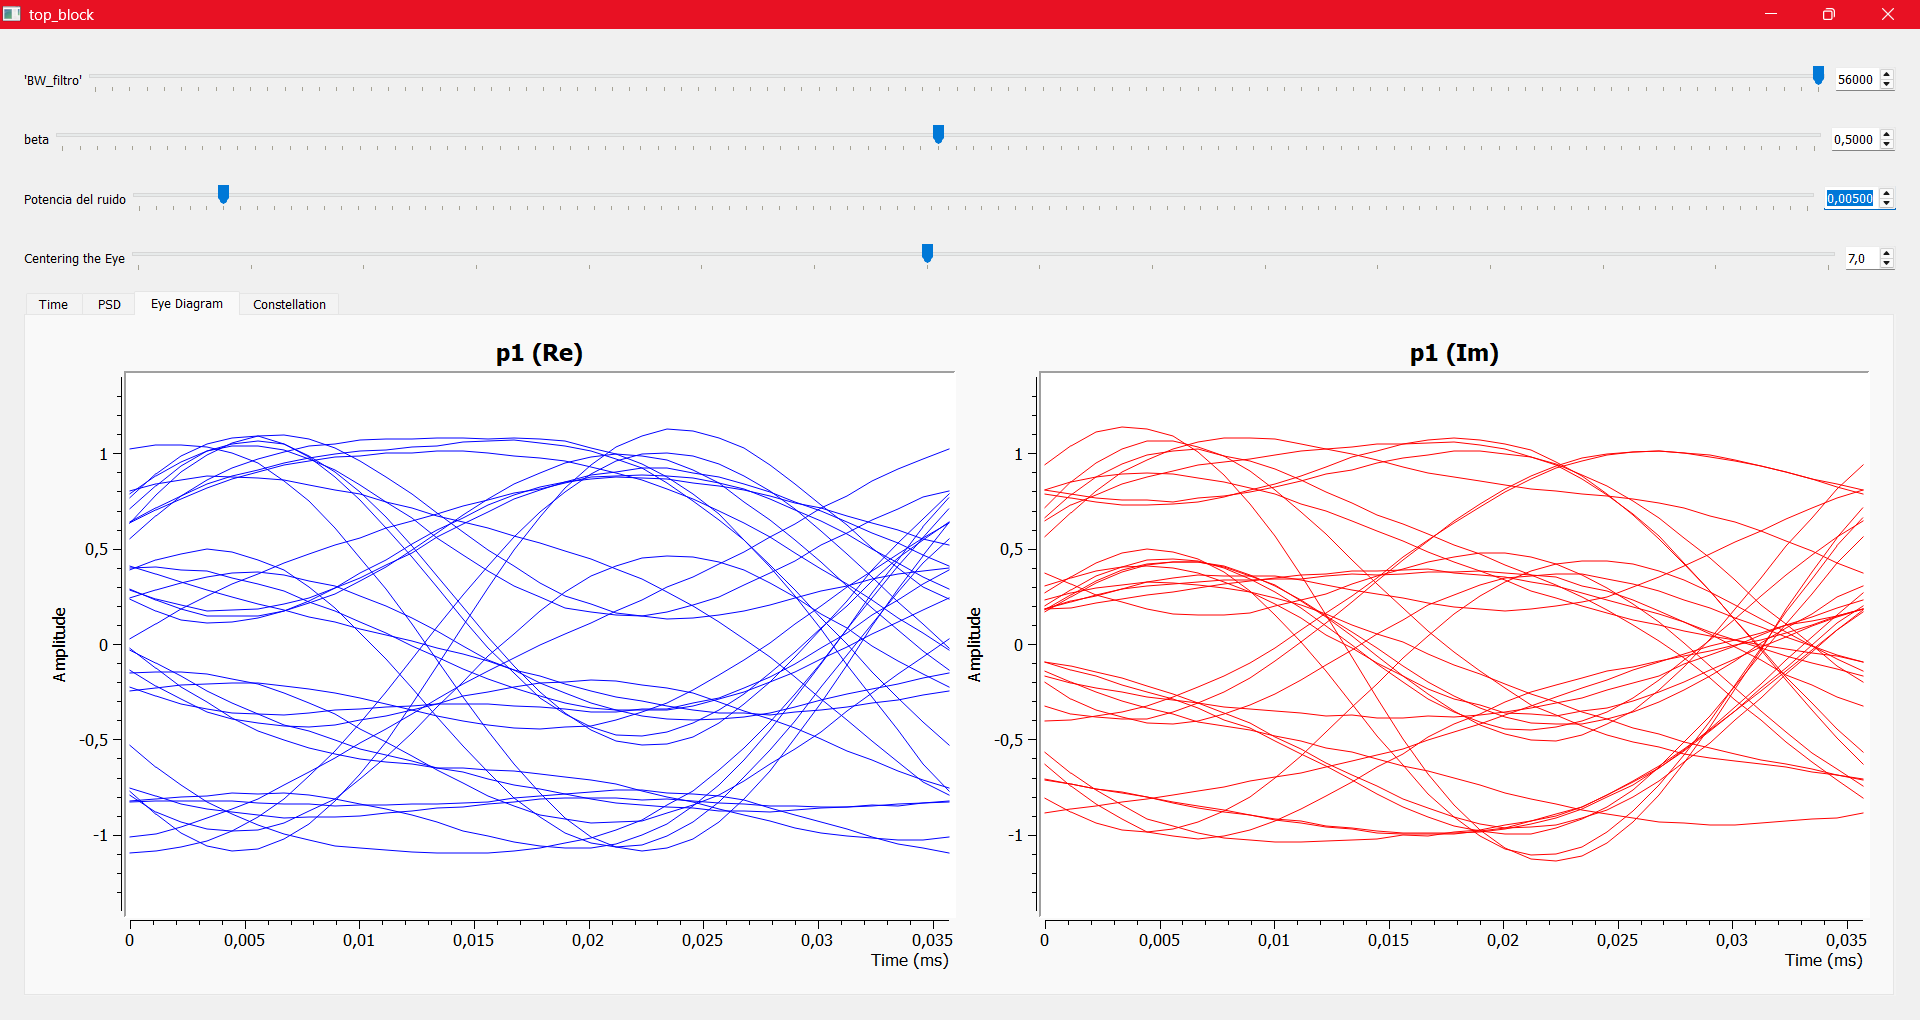 top_block
'BW_filtro' 56000
beta 0,5000
Potencia del ruido 0,00500
Centering the Eye 7,0
Time PSD Eye Diagram Constellation
p1 (Re)
Amplitude
1
0,5
0
-0,5
-1
0 0,005 0,01 0,015 0,02 0,025 0,03 0,035
Time (ms)
p1 (Im)
Amplitude
1
0,5
0
-0,5
-1
0 0,005 0,01 0,015 0,02 0,025 0,03 0,035
Time (ms)